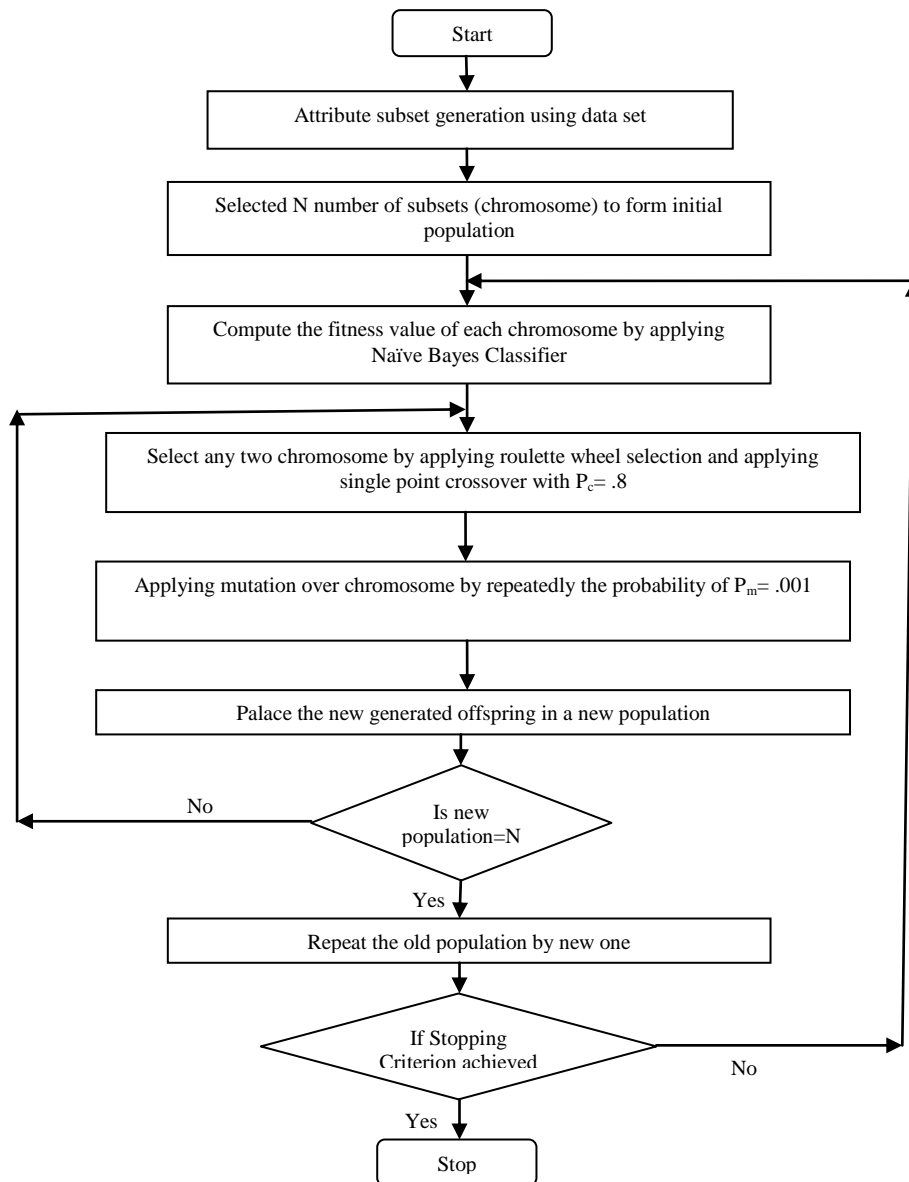 Start
Attribute subset generation using data set
Selected N number of subsets (chromosome) to form initial
population
Compute the fitness value of each chromosome by applying
Naïve Bayes Classifier
Select any two chromosome by applying roulette wheel selection and applying
single point crossover with Pc= .8
Applying mutation over chromosome by repeatedly the probability of Pm= .001
Palace the new generated offspring in a new population
No
Is new
population=N
Yes
Repeat the old population by new one
If Stopping
Criterion achieved
No
Yes
Stop